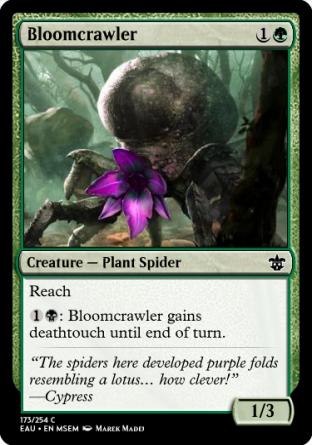 Bloomcrawler 1
Creature — Plant Spider
Reach
1 : Bloomcrawler gains
deathtouch until end of turn.
“The spiders here developed purple folds
resembling a lotus... how clever!”
—Cypress
1/3
173/254 C
EAU • EN MSEM Marek Madej